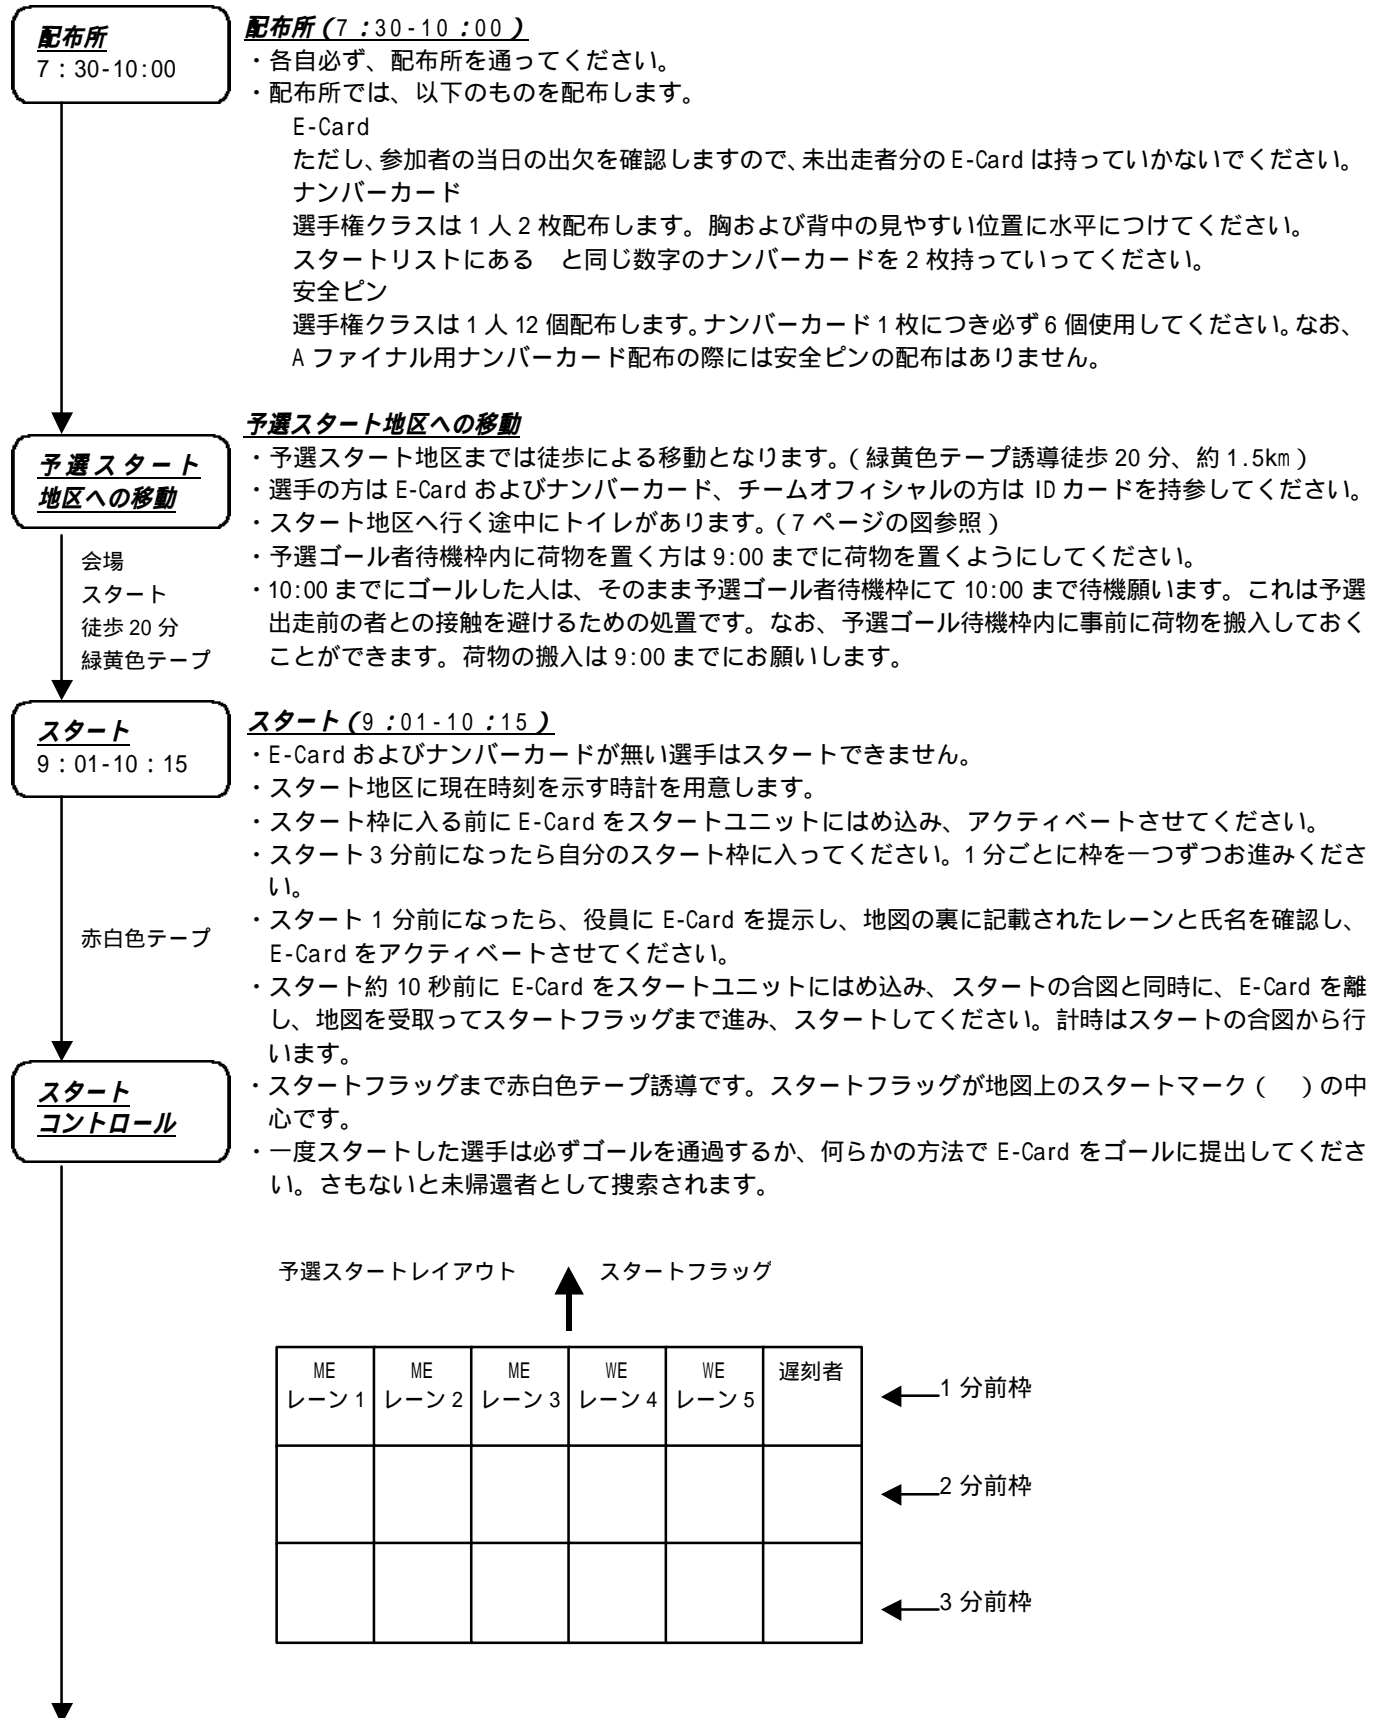 配布所
7：30-10:00
配布所（7：30-10：00）
・各自必ず、配布所を通ってください。
・配布所では、以下のものを配布します。
E-Card
ただし、参加者の当日の出欠を確認しますので、未出走者分の E-Card は持っていかないでください。
ナンバーカード
選手権クラスは 1 人 2 枚配布します。胸および背中の見やすい位置に水平につけてください。
スタートリストにある　と同じ数字のナンバーカードを 2 枚持っていってください。
安全ピン
選手権クラスは 1 人 12 個配布します。ナンバーカード 1 枚につき必ず 6 個使用してください。なお、
A ファイナル用ナンバーカード配布の際には安全ピンの配布はありません。
予選スタート
地区への移動
予選スタート地区への移動
・予選スタート地区までは徒歩による移動となります。（緑黄色テープ誘導徒歩 20 分、約 1.5km）
・選手の方は E-Card およびナンバーカード、チームオフィシャルの方は ID カードを持参してください。
・スタート地区へ行く途中にトイレがあります。（7 ページの図参照）
・予選ゴール者待機枠内に荷物を置く方は 9:00 までに荷物を置くようにしてください。
・10:00 までにゴールした人は、そのまま予選ゴール者待機枠にて 10:00 まで待機願います。これは予選
出走前の者との接触を避けるための処置です。なお、予選ゴール待機枠内に事前に荷物を搬入しておく
ことができます。荷物の搬入は 9:00 までにお願いします。
会場
スタート
徒歩 20 分
緑黄色テープ
スタート
9：01-10：15
スタート（9：01-10：15）
・E-Card およびナンバーカードが無い選手はスタートできません。
・スタート地区に現在時刻を示す時計を用意します。
・スタート枠に入る前に E-Card をスタートユニットにはめ込み、アクティベートさせてください。
・スタート 3 分前になったら自分のスタート枠に入ってください。1 分ごとに枠を一つずつお進みくださ
い。
・スタート 1 分前になったら、役員に E-Card を提示し、地図の裏に記載されたレーンと氏名を確認し、
E-Card をアクティベートさせてください。
・スタート約 10 秒前に E-Card をスタートユニットにはめ込み、スタートの合図と同時に、E-Card を離
し、地図を受取ってスタートフラッグまで進み、スタートしてください。計時はスタートの合図から行
います。
・スタートフラッグまで赤白色テープ誘導です。スタートフラッグが地図上のスタートマーク（　）の中
心です。
・一度スタートした選手は必ずゴールを通過するか、何らかの方法で E-Card をゴールに提出してくださ
い。さもないと未帰還者として捜索されます。
赤白色テープ
スタート
コントロール
予選スタートレイアウト　スタートフラッグ
ME ME ME WE WE 遅刻者
レーン 1 レーン 2 レーン 3 レーン 4 レーン 5
1 分前枠
2 分前枠
3 分前枠